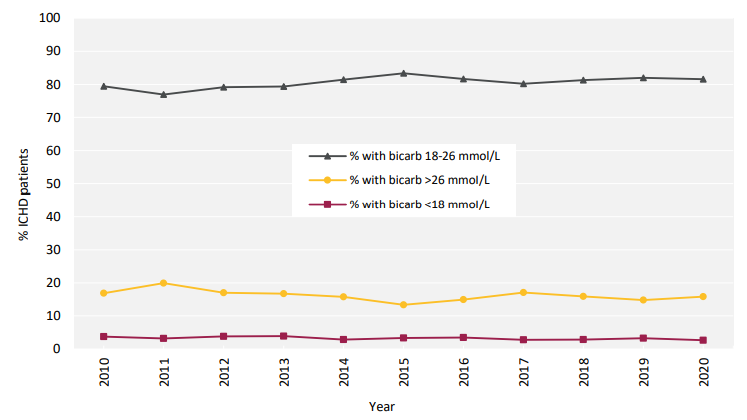 100
90
80
70
60
50
40
30
20
10
0
% ICHD patients
% with bicarb 18-26 mmol/L
% with bicarb >26 mmol/L
% with bicarb <18 mmol/L
2010 2011 2012 2013 2014 2015 2016 2017 2018 2019 2020
Year